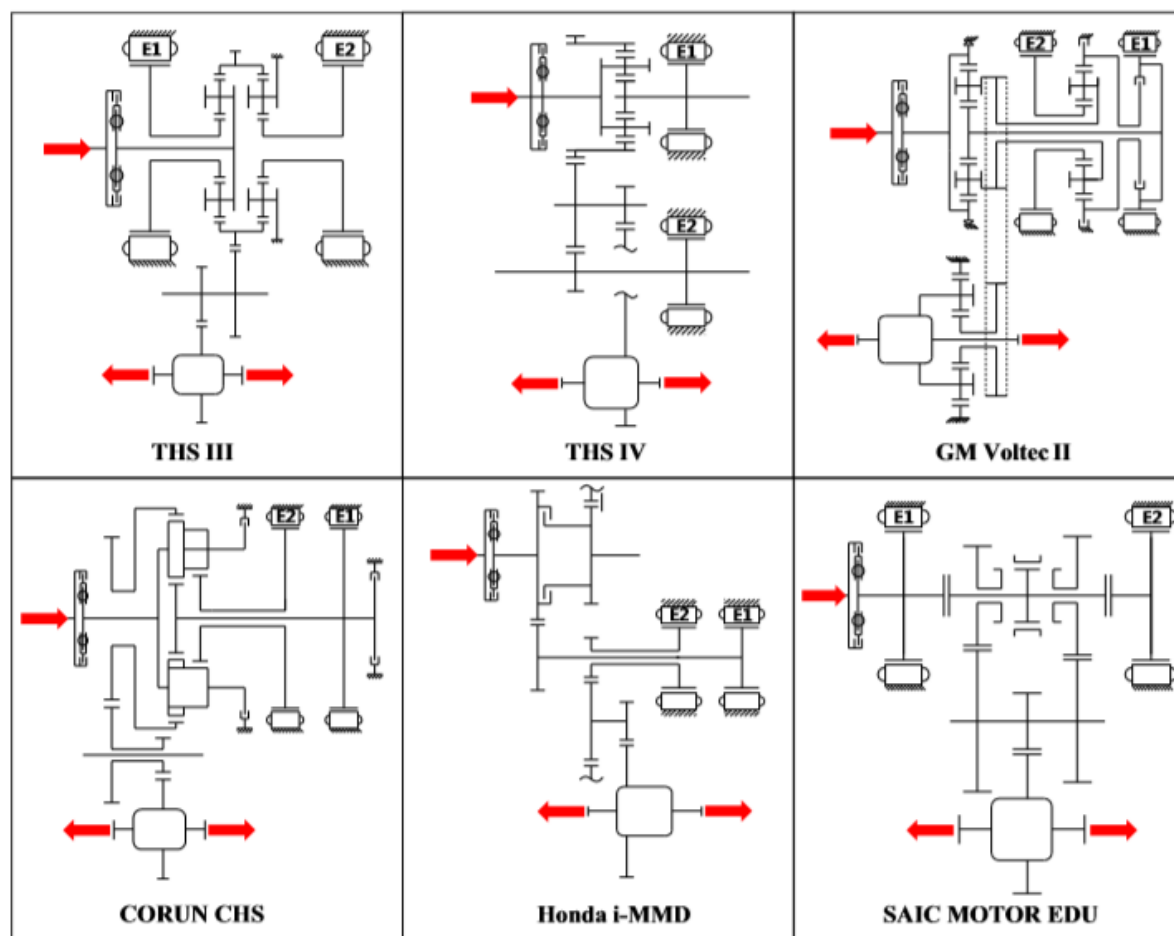 E1 E2
THS III
E1
E2
THS IV
E2 E1
GM Voltec II
E2 E1
CORUN CHS
E2 E1
Honda i-MMD
E1 E2
SAIC MOTOR EDU